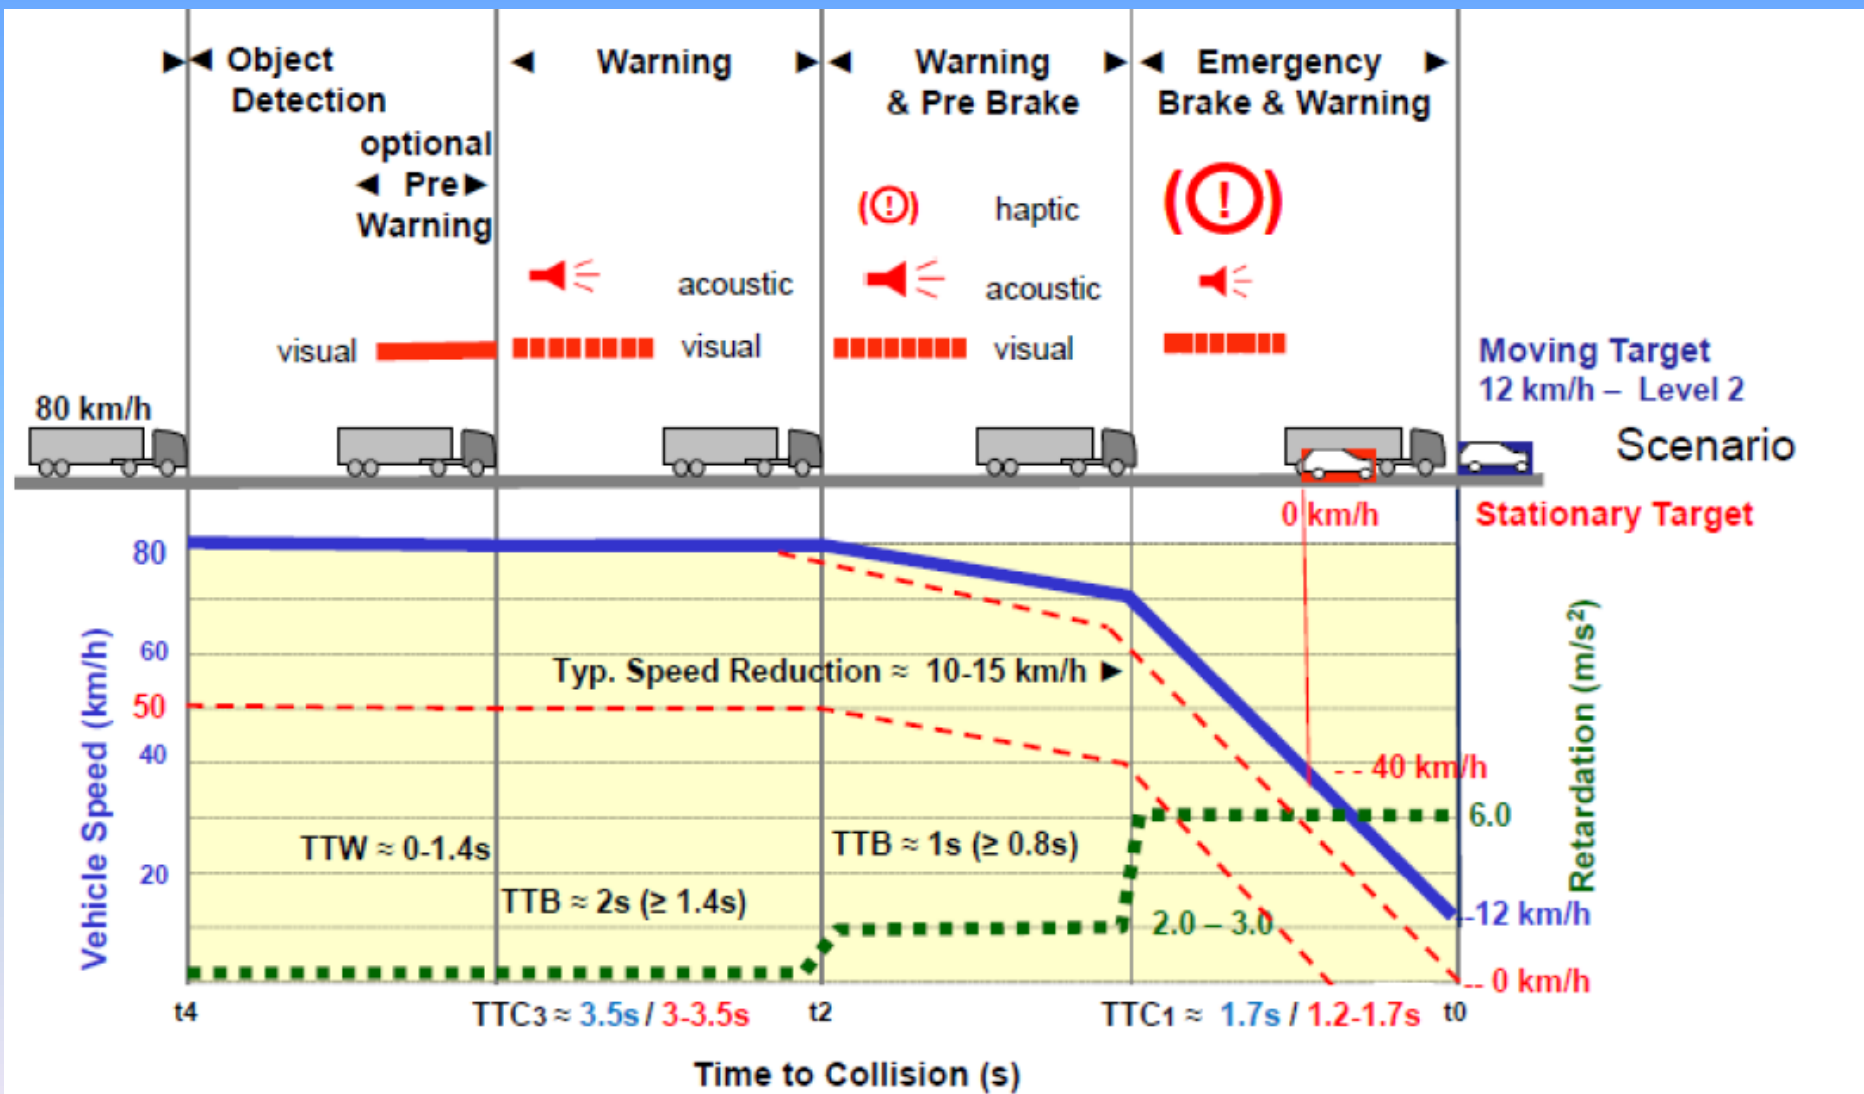 Object
Detection
Warning
Warning
& Pre Brake
Emergency
Brake & Warning
optional
Pre
Warning
(!)
haptic
(!)
acoustic
acoustic
visual
visual
visual
Moving Target
12 km/h – Level 2
80 km/h
Scenario
0 km/h
Stationary Target
80
60
50
40
20
Vehicle Speed (km/h)
Typ. Speed Reduction ≈ 10-15 km/h ►
-- 40 km/h
6.0
Retardation (m/s²)
TTW ≈ 0-1.4s
TTB ≈ 1s (≥ 0.8s)
TTB ≈ 2s (≥ 1.4s)
2.0 – 3.0
--12 km/h
-- 0 km/h
t4
TTC3 ≈ 3.5s / 3-3.5s
t2
TTC1 ≈ 1.7s / 1.2-1.7s
t0
Time to Collision (s)